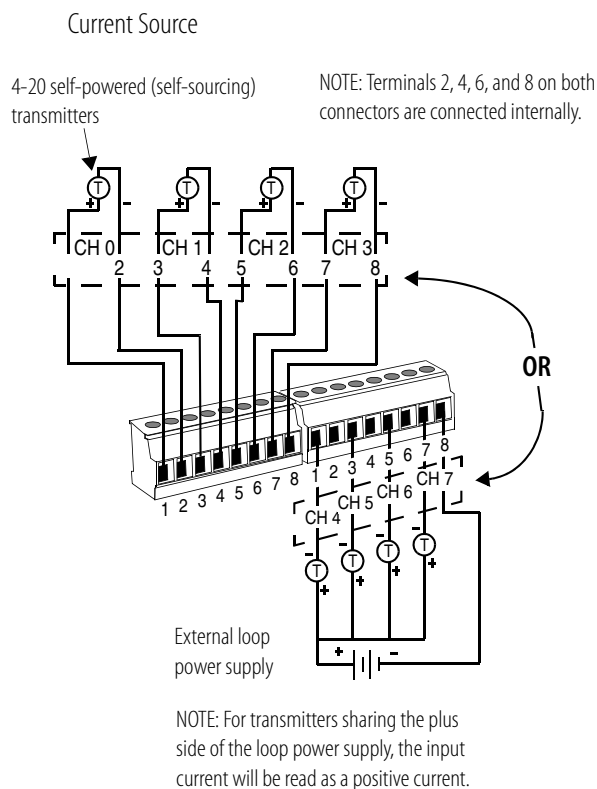 Current Source
4-20 self-powered (self-sourcing)
transmitters
NOTE: Terminals 2, 4, 6, and 8 on both
connectors are connected internally.
T T T T
+ - + - + - + -
CH 0 CH 1 CH 2 CH 3
2 3 4 5 6 7 8
OR
1 2 3 4 5 6 7 8
1 2 3 4 5 6 7 8
CH 4 CH 5 CH 6 CH 7
- - - -
T T T T
+ + + +
External loop
power supply
+ -
NOTE: For transmitters sharing the plus
side of the loop power supply, the input
current will be read as a positive current.